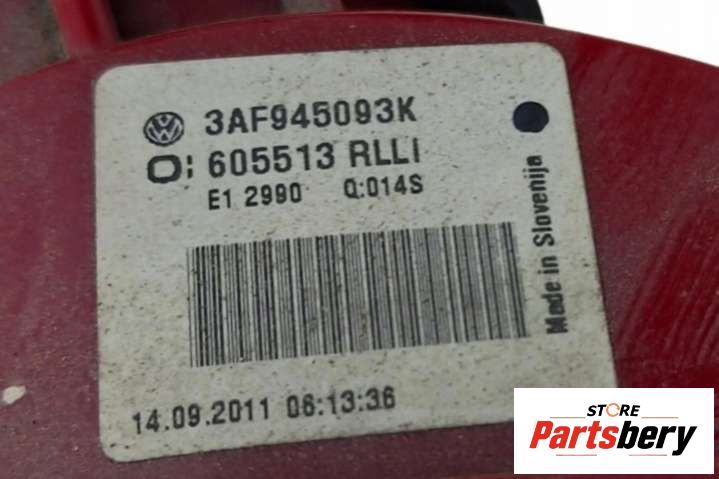 3AF945093K
605513 RLLI
E1 2990 Q:014S
Made in Slovenija
14.09.2011 06:13:36
STORE
Partsbery